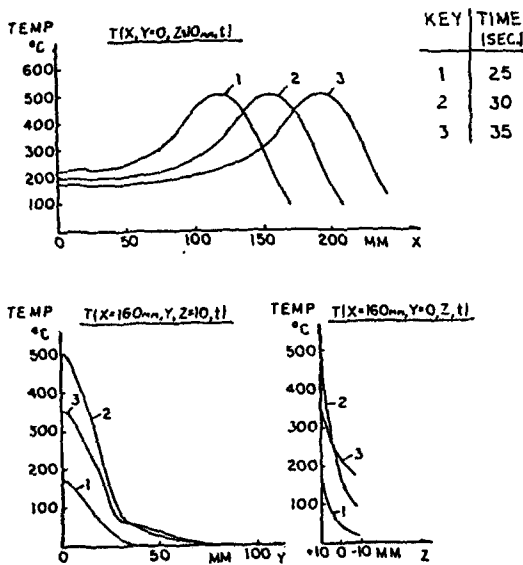 TEMP
°C
T(X, Y=0, Z=10mm, t)
600
500
400
300
200
100
0 50 100 150 200 MM X
1 2 3
KEY TIME
(SEC.)
1 25
2 30
3 35
TEMP
°C
T(X=160mm, Y, Z=10, t)
500
400
300
200
100
0 50 MM 100 Y
3 2 1
TEMP
°C
T(X=160mm, Y=0, Z, t)
500
400
300
200
100
+10 0 -10 MM Z
2
3
1